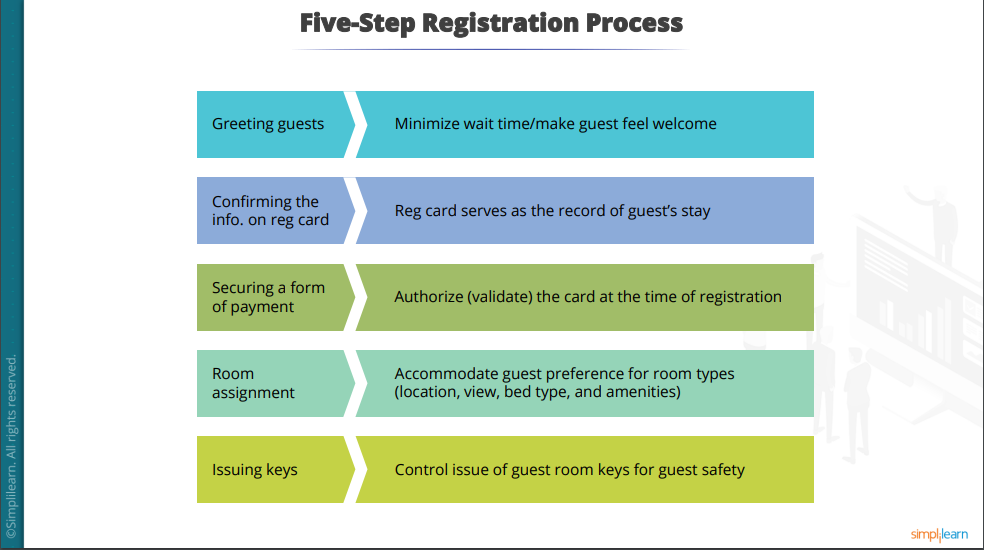 Five-Step Registration Process
Greeting guests
Minimize wait time/make guest feel welcome
Confirming the
info. on reg card
Reg card serves as the record of guest's stay
Securing a form
of payment
Authorize (validate) the card at the time of registration
Room
assignment
Accommodate guest preference for room types
(location, view, bed type, and amenities)
Issuing keys
Control issue of guest room keys for guest safety
©Simplilearn. All rights reserved.
simplilearn